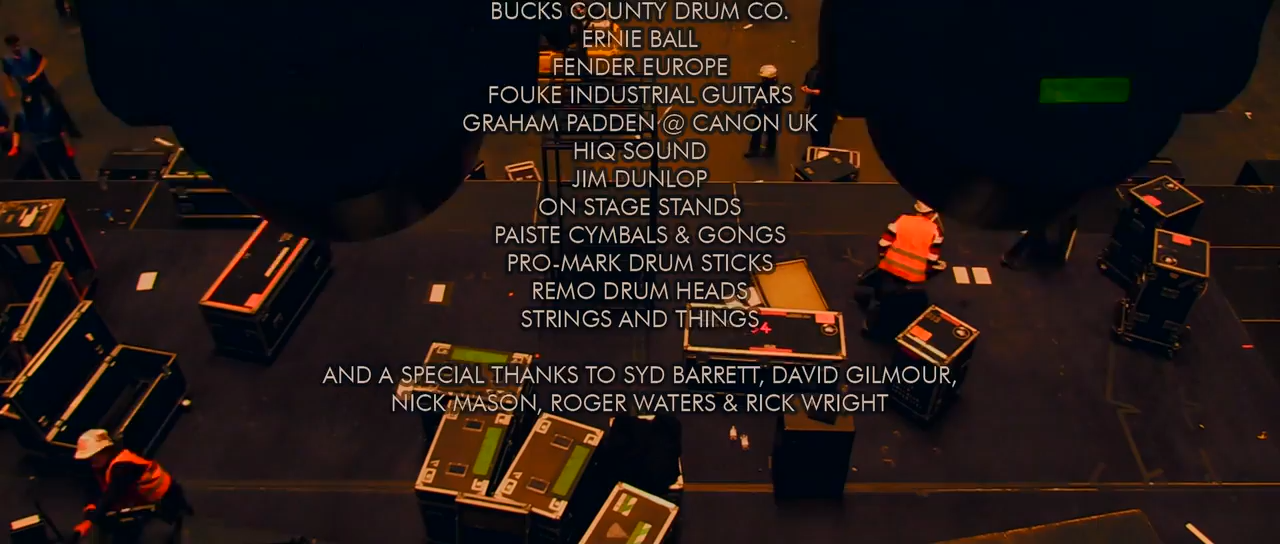 BUCKS COUNTY DRUM CO.
ERNIE BALL
FENDER EUROPE
FOUKE INDUSTRIAL GUITARS
GRAHAM PADDEN @ CANON UK
HIQ SOUND
JIM DUNLOP
ON STAGE STANDS
PAISTE CYMBALS & GONGS
PRO-MARK DRUM STICKS
REMO DRUM HEADS
STRINGS AND THINGS
AND A SPECIAL THANKS TO SYD BARRETT, DAVID GILMOUR,
NICK MASON, ROGER WATERS & RICK WRIGHT